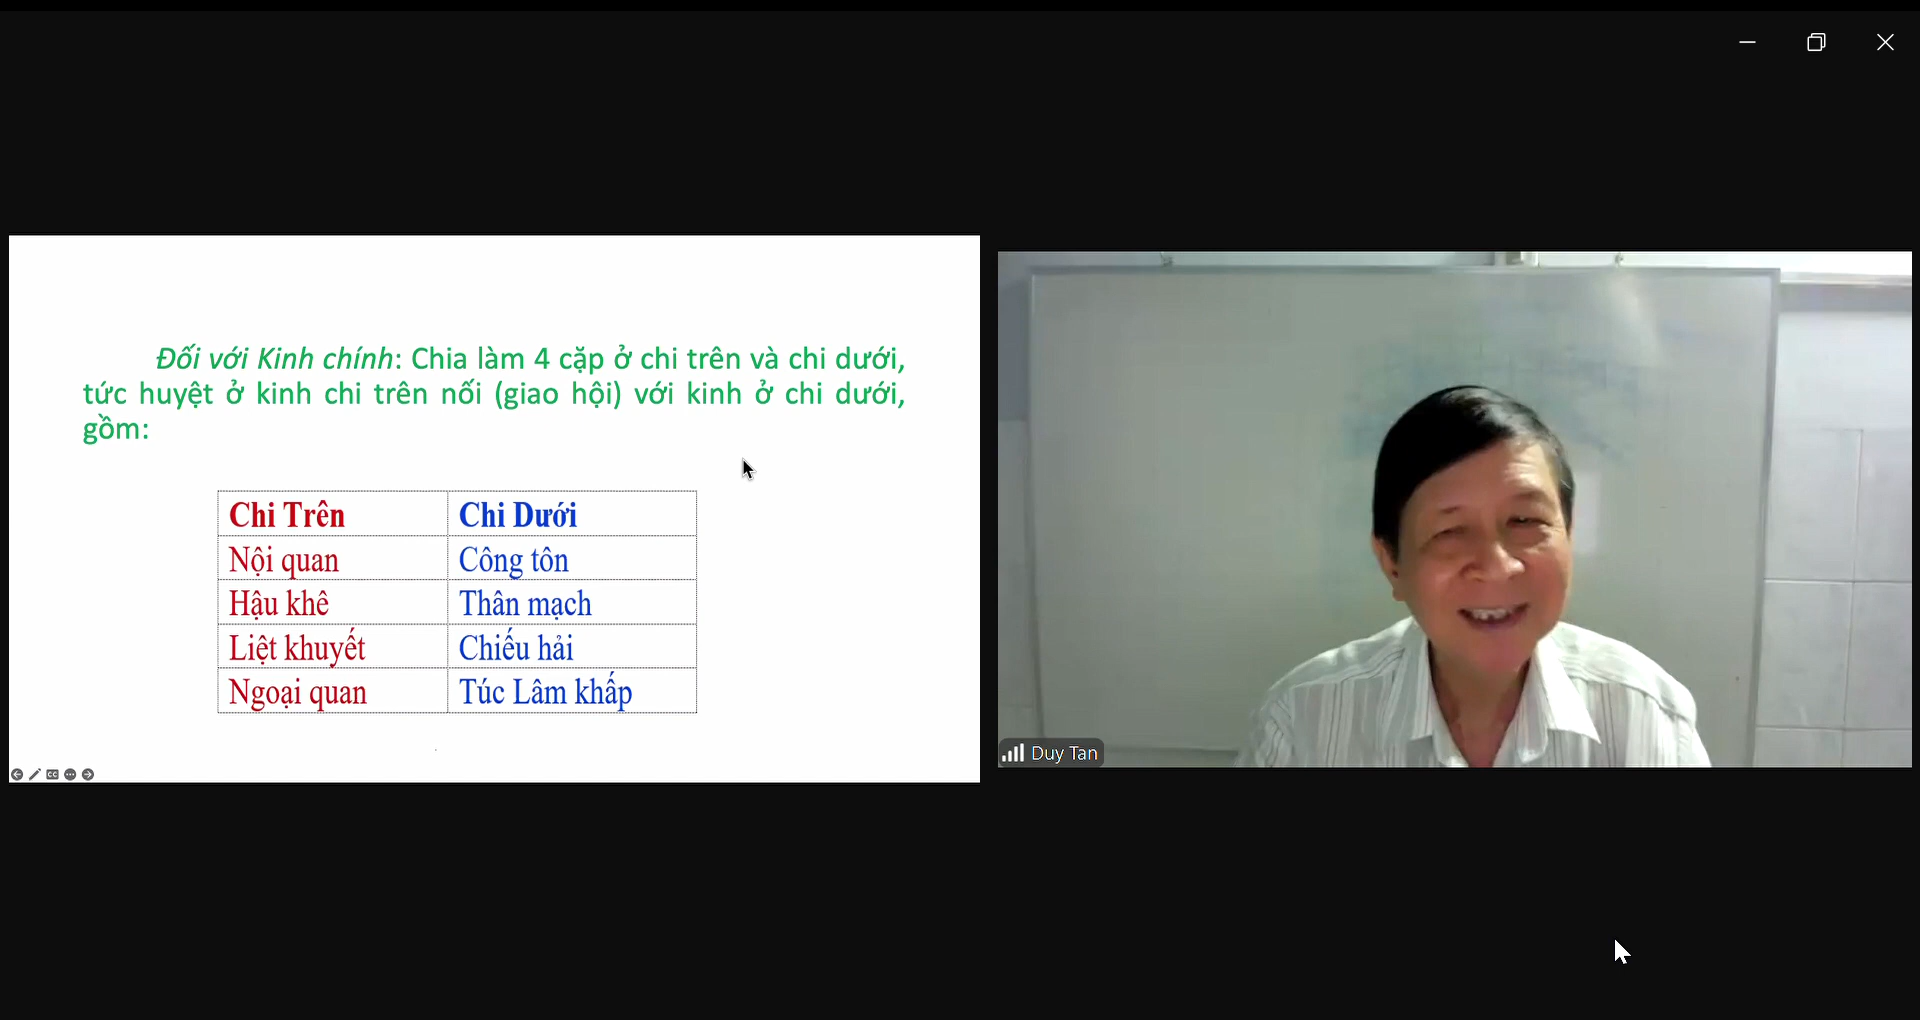 Đối với Kinh chính: Chia làm 4 cặp ở chi trên và chi dưới,
tức huyệt ở kinh chi trên nối (giao hội) với kinh ở chi dưới,
gồm:
Chi Trên Chi Dưới
Nội quan Công tôn
Hậu khê Thân mạch
Liệt khuyết Chiếu hải
Ngoại quan Túc Lâm khấp
Duy Tan